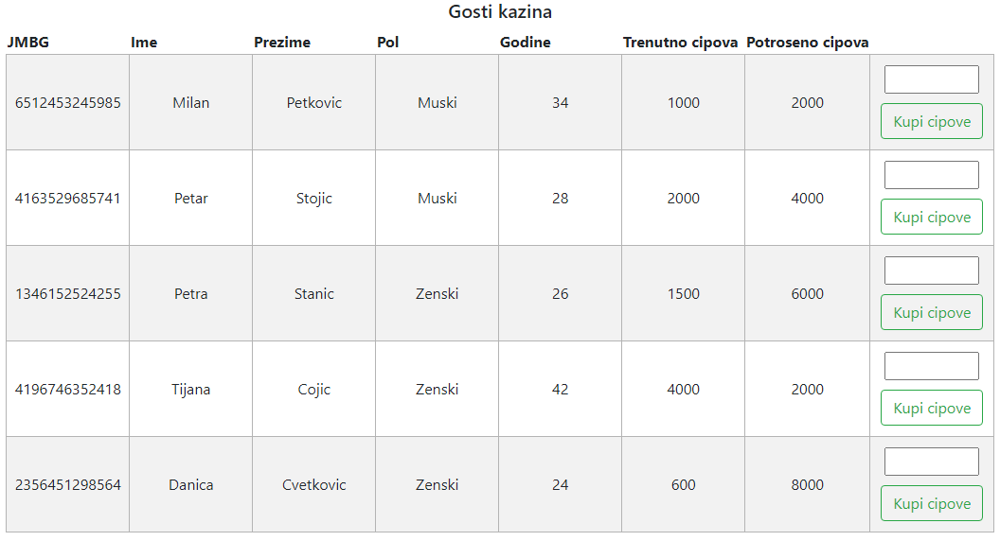 Gosti kazina
JMBG Ime Prezime Pol Godine Trenutno cipova Potroseno cipova
6512453245985 Milan Petkovic Muski 34 1000 2000 Kupi cipove
4163529685741 Petar Stojic Muski 28 2000 4000 Kupi cipove
1346152524255 Petra Stanic Zenski 26 1500 6000 Kupi cipove
4196746352418 Tijana Cojic Zenski 42 4000 2000 Kupi cipove
2356451298564 Danica Cvetkovic Zenski 24 600 8000 Kupi cipove